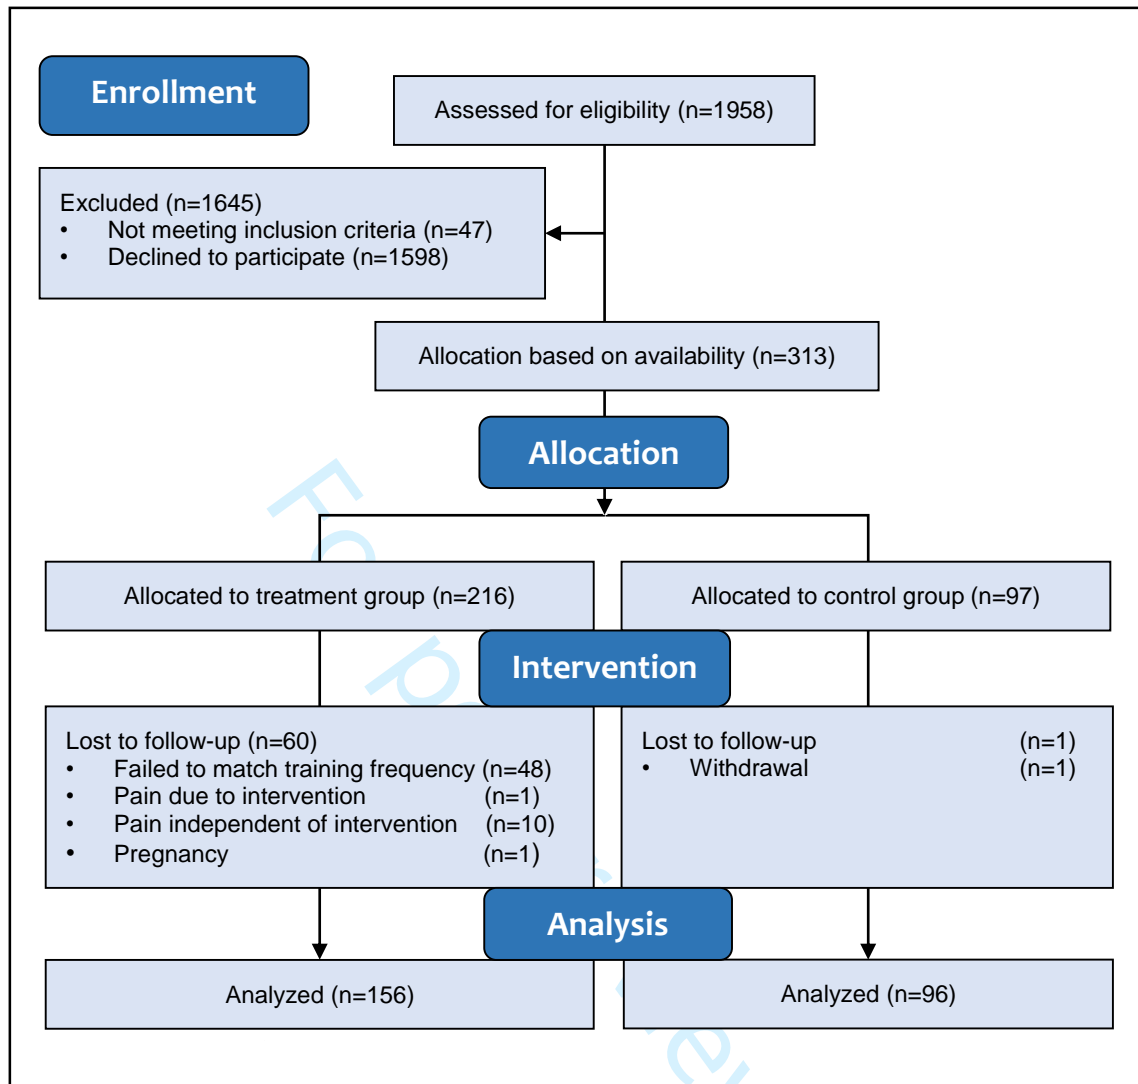 Enrollment
Assessed for eligibility (n=1958)
Excluded (n=1645)
• Not meeting inclusion criteria (n=47)
• Declined to participate (n=1598)
Allocation based on availability (n=313)
Allocation
Allocated to treatment group (n=216)
Allocated to control group (n=97)
Intervention
Lost to follow-up (n=60)
• Failed to match training frequency (n=48)
• Pain due to intervention (n=1)
• Pain independent of intervention (n=10)
• Pregnancy (n=1)
Lost to follow-up (n=1)
• Withdrawal (n=1)
Analysis
Analyzed (n=156)
Analyzed (n=96)